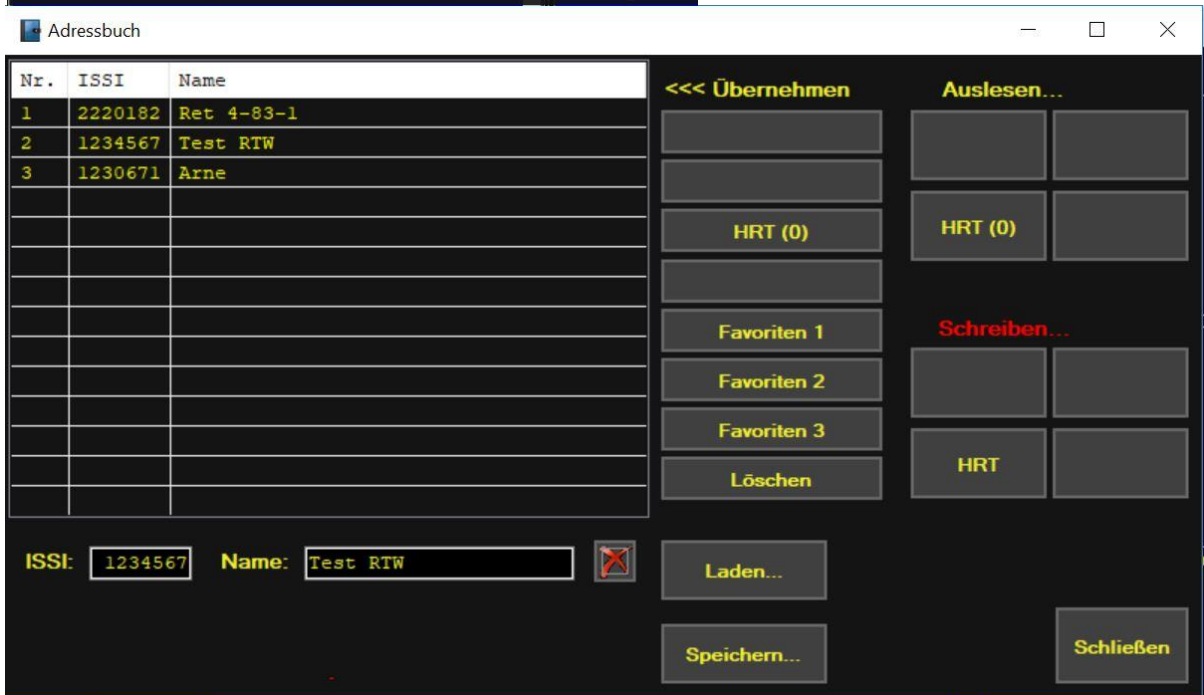 Adressbuch
Nr. ISSI Name
1 2220182 Ret 4-83-1
2 1234567 Test RTW
3 1230671 Arne
ISSI: 1234567 Name: Test RTW
<<< Übernehmen
HRT (0)
Favoriten 1
Favoriten 2
Favoriten 3
Löschen
Laden...
Speichern...
Auslesen...
HRT (0)
Schreiben...
HRT
Schließen